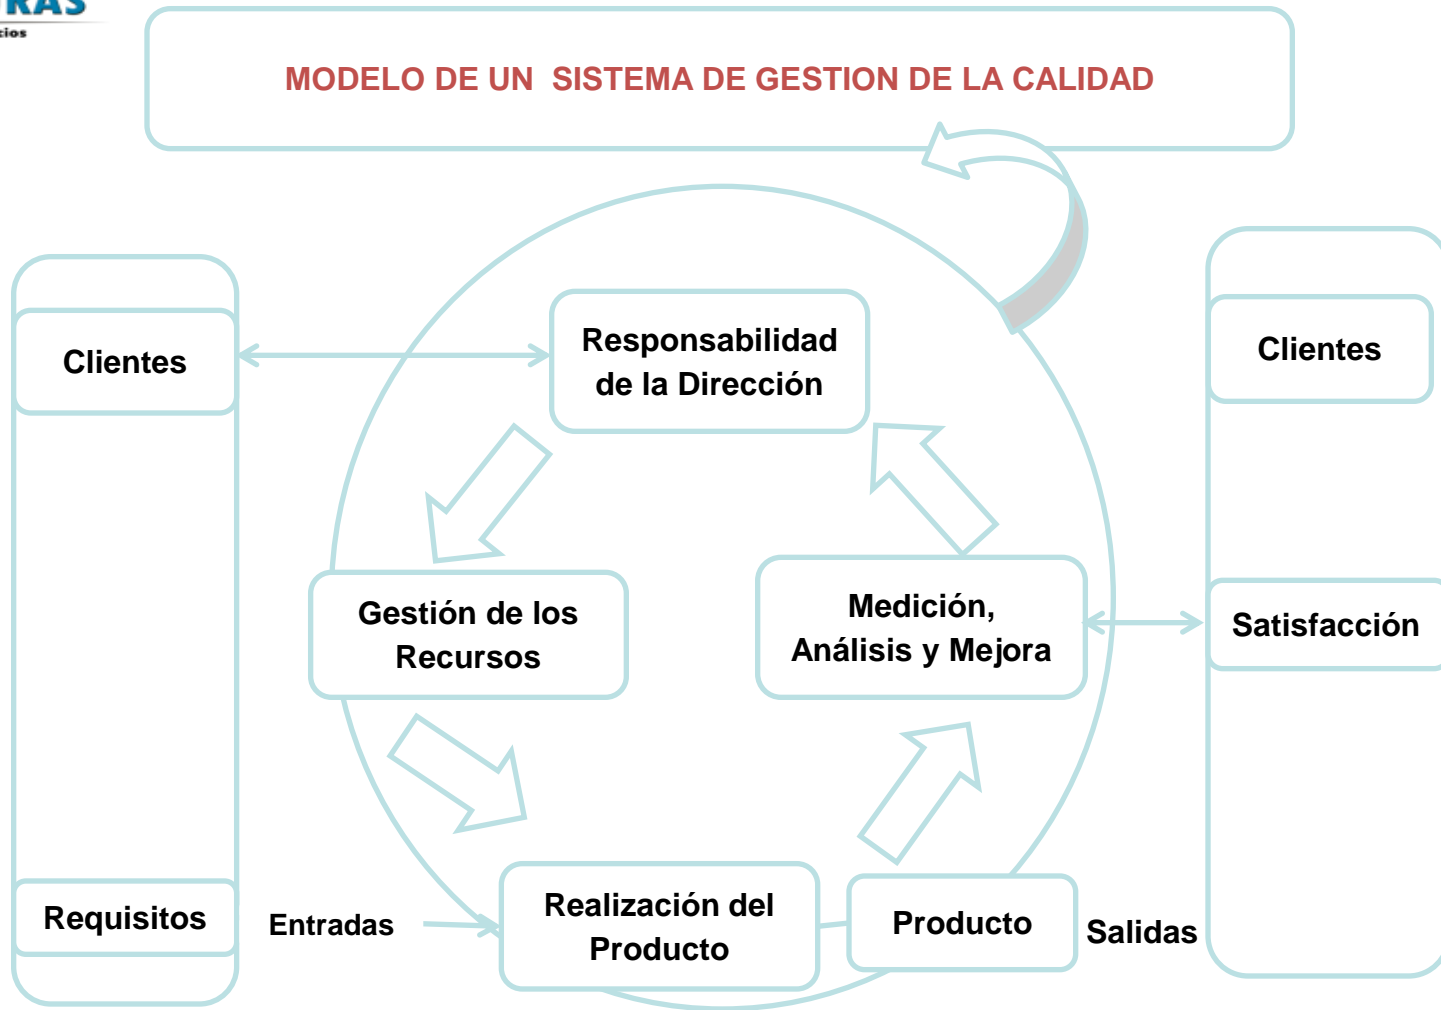 MODELO DE UN SISTEMA DE GESTION DE LA CALIDAD
Clientes
Responsabilidad
de la Dirección
Clientes
Gestión de los
Recursos
Medición,
Análisis y Mejora
Satisfacción
Requisitos
Entradas
Realización del
Producto
Producto
Salidas